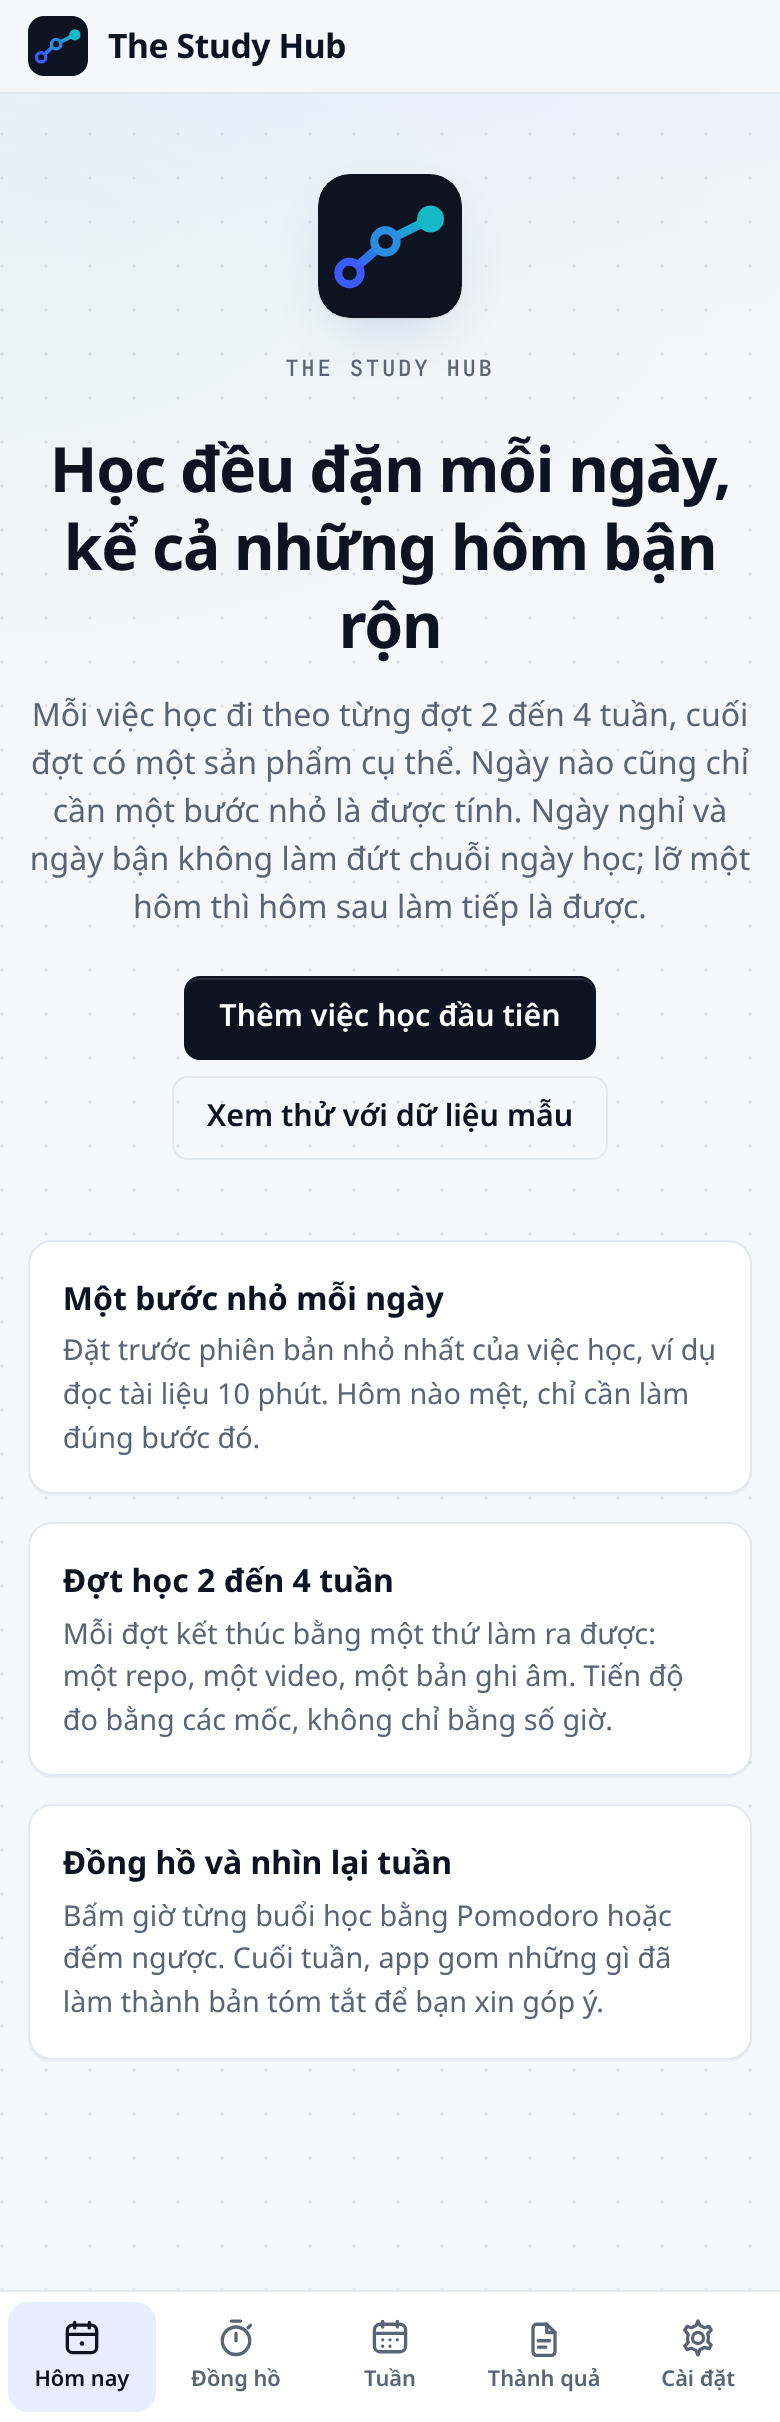 The Study Hub
THE STUDY HUB
Học đều đặn mỗi ngày,
kể cả những hôm bận
rộn
Mỗi việc học đi theo từng đợt 2 đến 4 tuần, cuối
đợt có một sản phẩm cụ thể. Ngày nào cũng chỉ
cần một bước nhỏ là được tính. Ngày nghỉ và
ngày bận không làm đứt chuỗi ngày học; lỡ một
hôm thì hôm sau làm tiếp là được.
Thêm việc học đầu tiên
Xem thử với dữ liệu mẫu
Một bước nhỏ mỗi ngày
Đặt trước phiên bản nhỏ nhất của việc học, ví dụ
đọc tài liệu 10 phút. Hôm nào mệt, chỉ cần làm
đúng bước đó.
Đợt học 2 đến 4 tuần
Mỗi đợt kết thúc bằng một thứ làm ra được:
một repo, một video, một bản ghi âm. Tiến độ
đo bằng các mốc, không chỉ bằng số giờ.
Đồng hồ và nhìn lại tuần
Bấm giờ từng buổi học bằng Pomodoro hoặc
đếm ngược. Cuối tuần, app gom những gì đã
làm thành bản tóm tắt để bạn xin góp ý.
Hôm nay
Đồng hồ
Tuần
Thành quả
Cài đặt